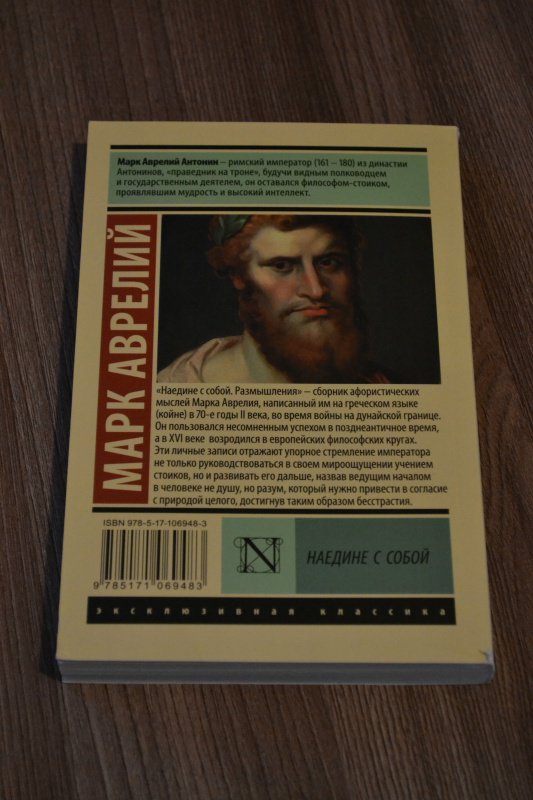 Марк Аврелий Антонин – римский император (161 – 180) из династии
Антонинов, «праведник на троне», будучи видным полководцем
и государственным деятелем, он оставался философом-стоиком,
проявлявшим мудрость и высокий интеллект.
МАРК АВРЕЛИЙ
«Наедине с собой. Размышления» – сборник афористических
мыслей Марка Аврелия, написанный им на греческом языке
(койне) в 70-е годы II века, во время войны на дунайской границе.
Он пользовался несомненным успехом в позднеантичное время,
а в XVI веке возродился в европейских философских кругах.
Эти личные записи отражают упорное стремление императора
не только руководствоваться в своем мироощущении учением
стоиков, но и развивать его дальше, назвав ведущим началом
в человеке не душу, но разум, который нужно привести в согласие
с природой целого, достигнув таким образом бесстрастия.
ISBN 978-5-17-106948-3
9 785171 069483
N
НАЕДИНЕ С СОБОЙ
эксклюзивная классика